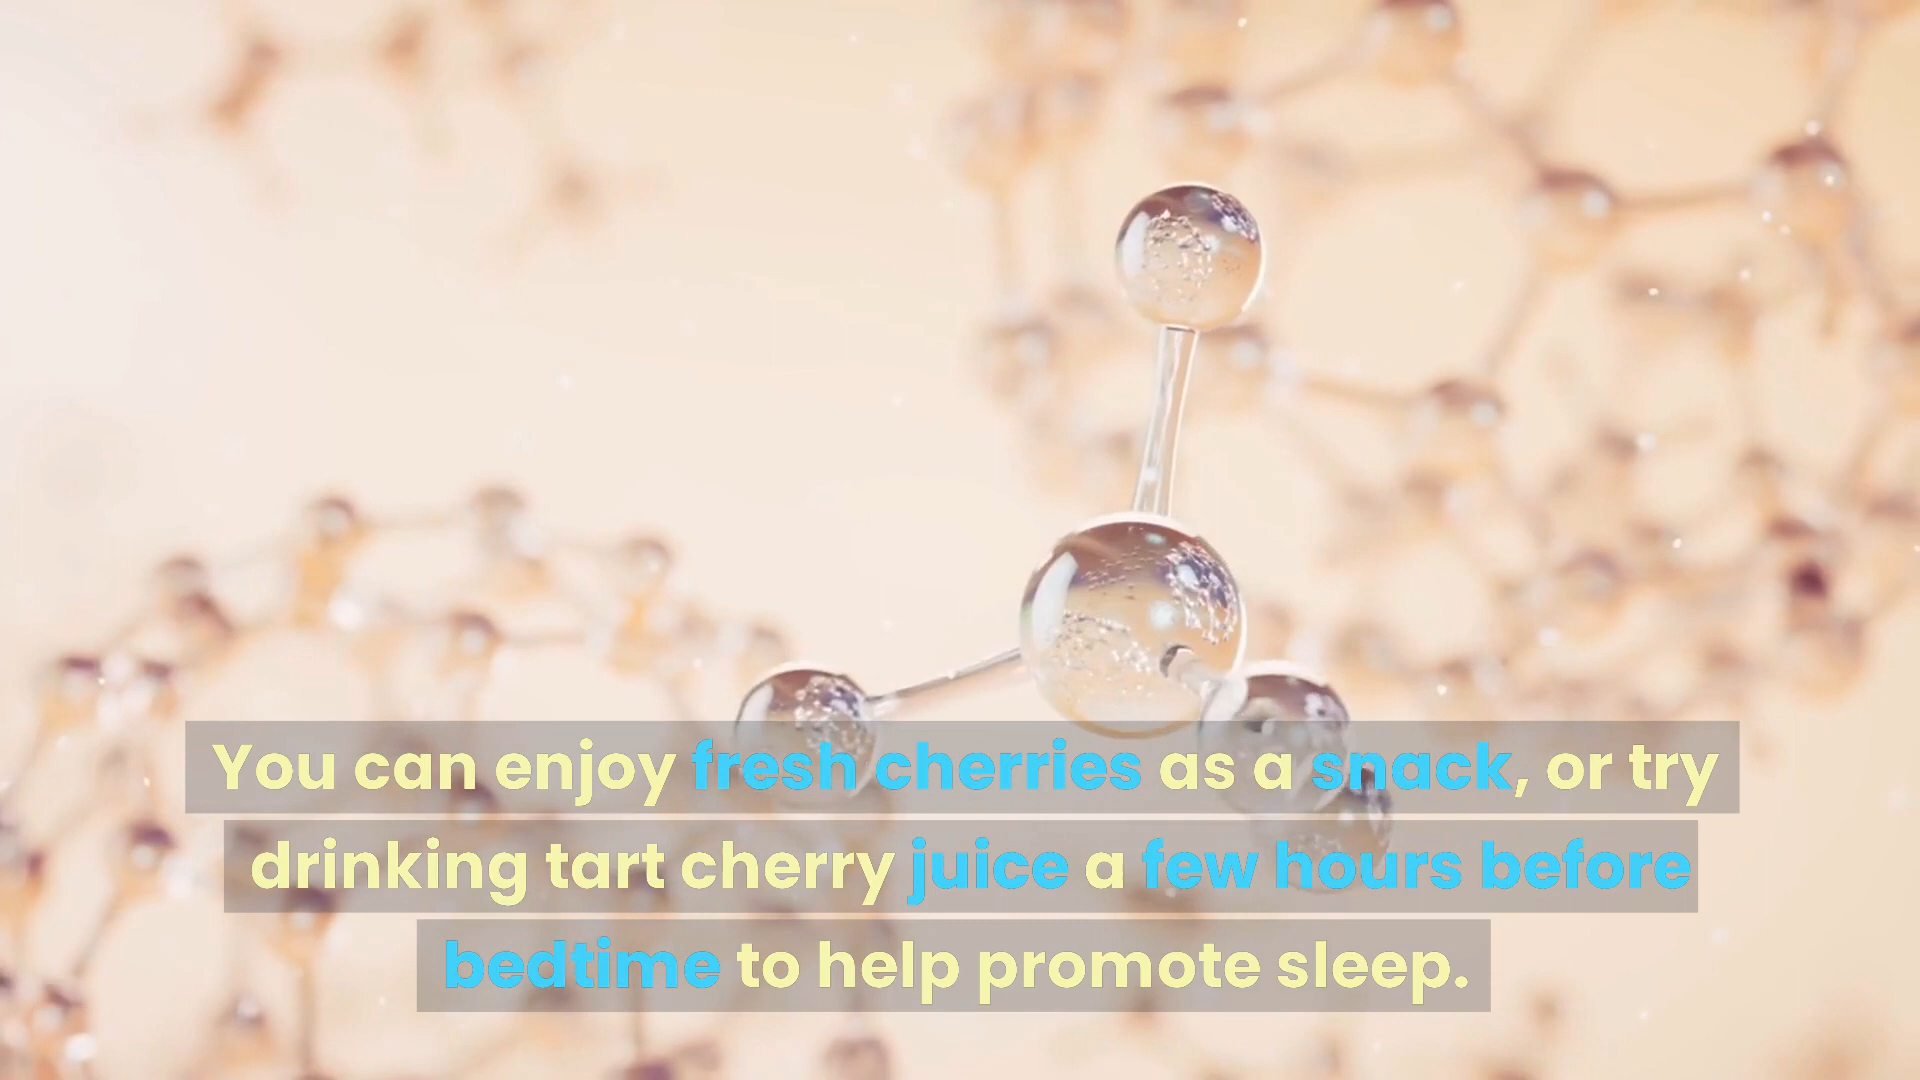 You can enjoy fresh cherries as a snack, or try
drinking tart cherry juice a few hours before
bedtime to help promote sleep.